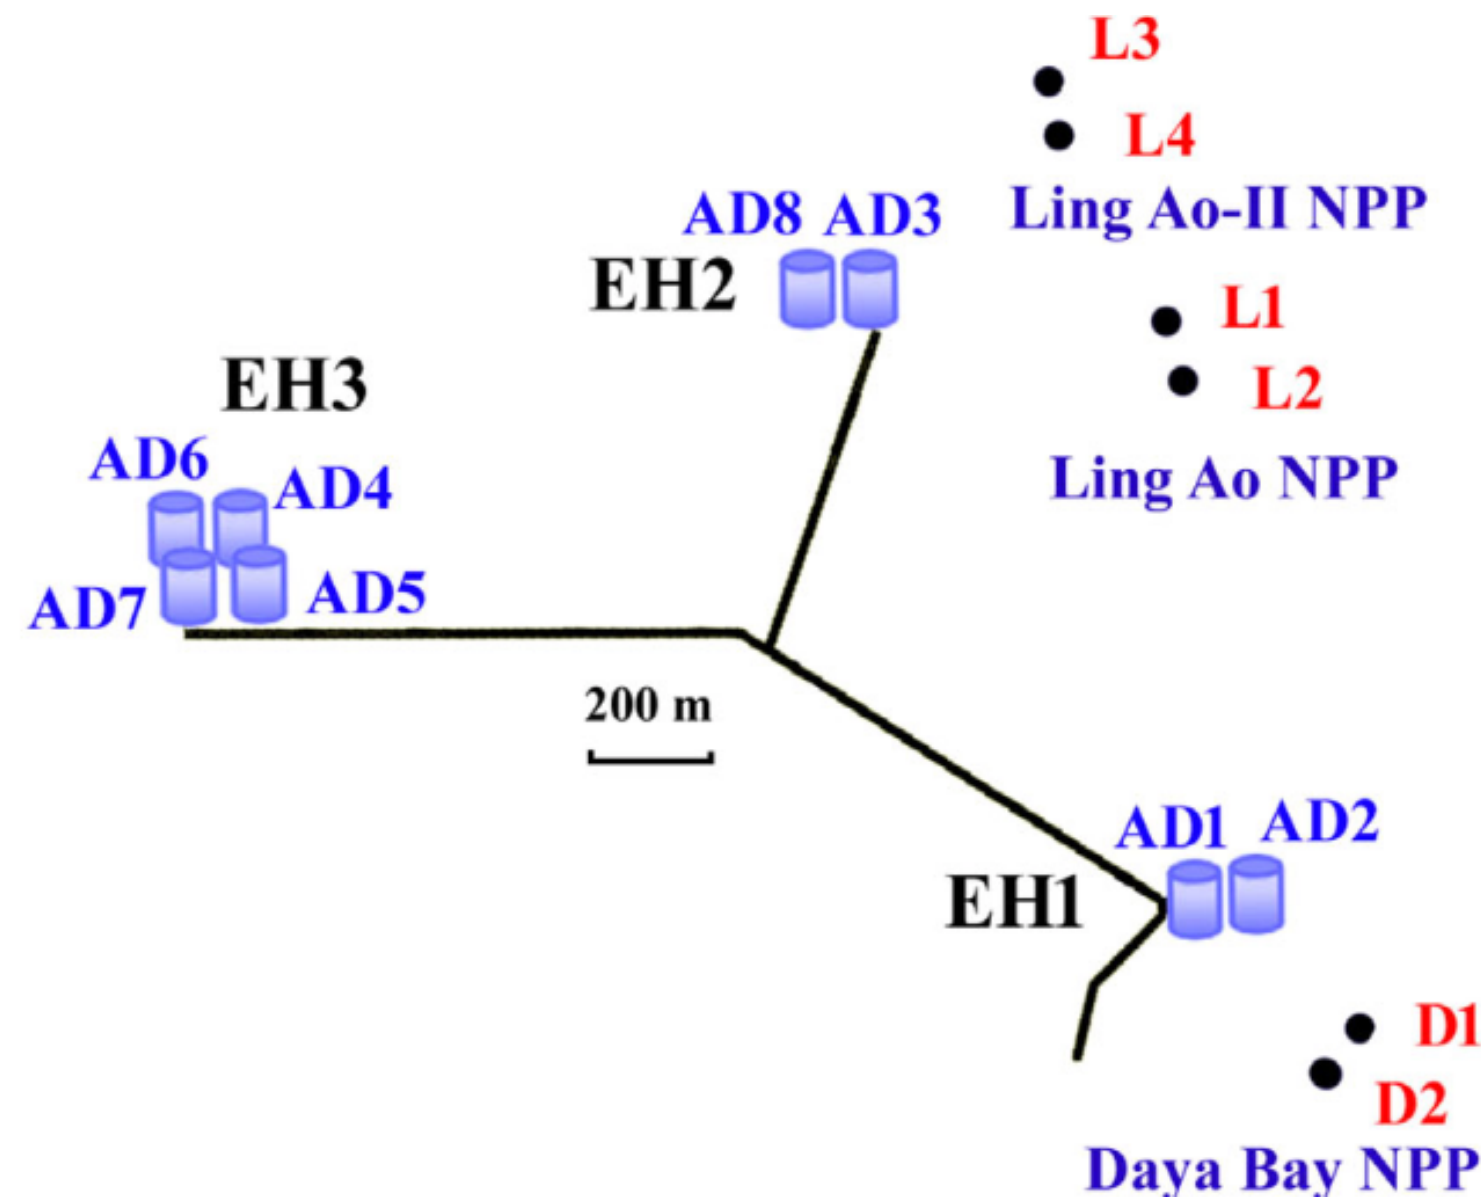 L3
L4
Ling Ao-II NPP
AD8 AD3
EH2
L1
L2
Ling Ao NPP
EH3
AD6
AD4
AD7
AD5
200 m
AD1
AD2
EH1
D1
D2
Daya Bay NPP